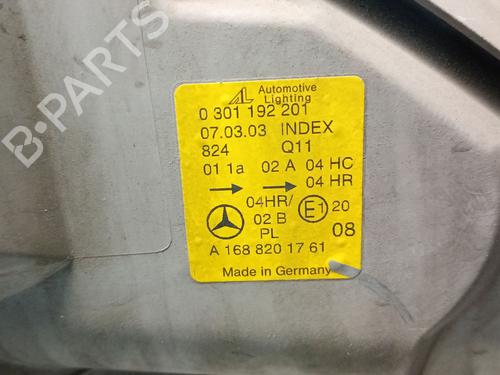 B-PARTS
AL Automotive
Lighting
0 301 192 201
07.03.03 INDEX
824 Q11
01 1a 02 A 04 HC
04 HR
04HR/
02 B E1 20
PL 08
A 168 820 17 61
Made in Germany